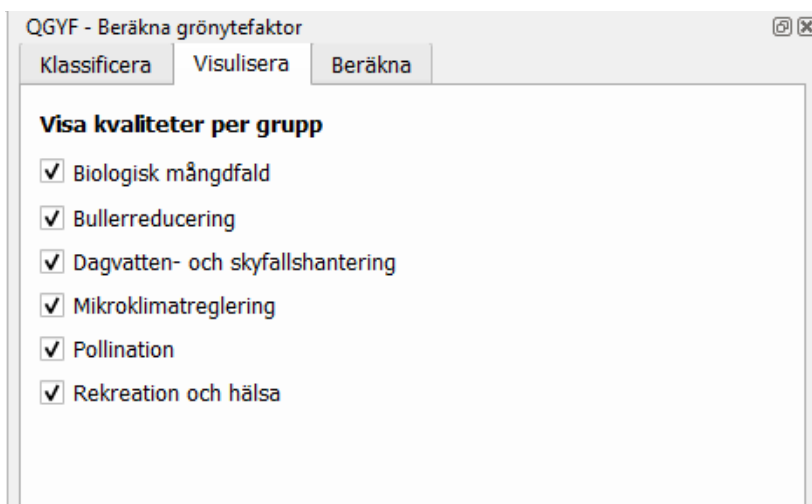 QGYF - Beräkna grönytefaktor
Klassificera Visulisera Beräkna
Visa kvaliteter per grupp
Biologisk mångdfald
Bullerreducering
Dagvatten- och skyfallshantering
Mikroklimatreglering
Pollination
Rekreation och hälsa